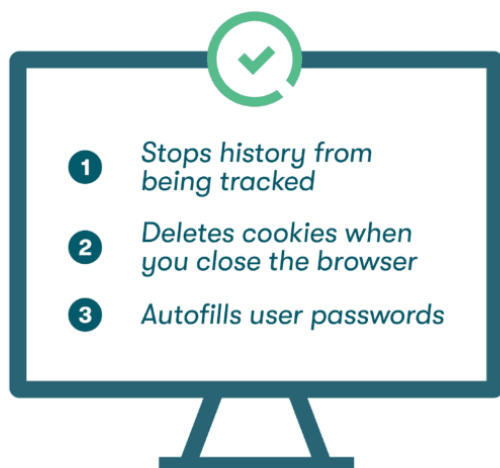 1 Stops history from
being tracked
2 Deletes cookies when
you close the browser
3 Autofills user passwords